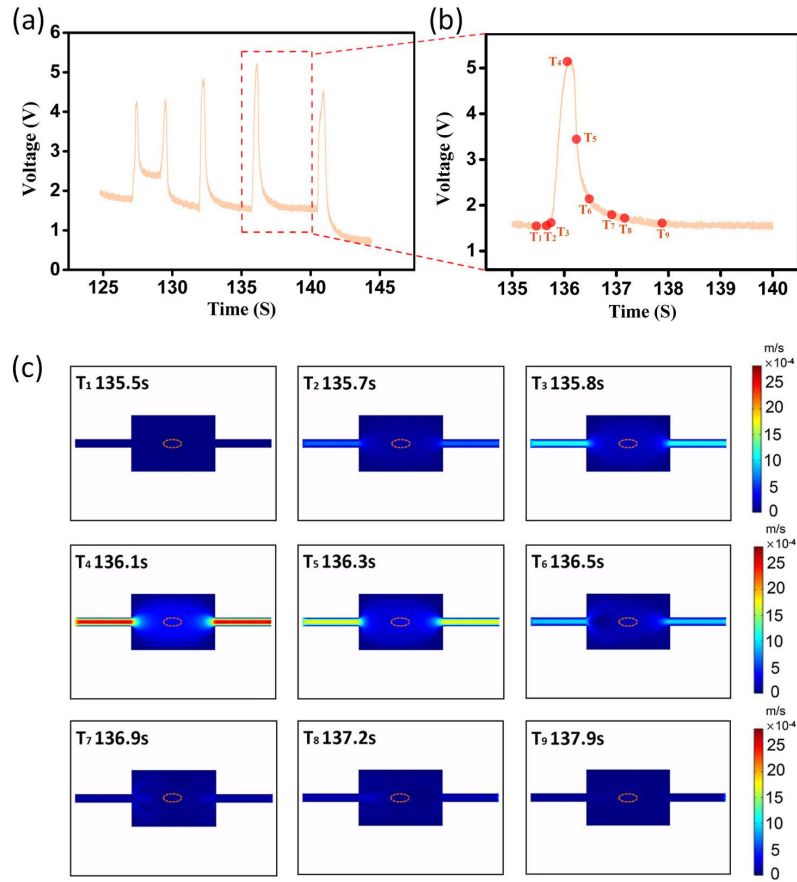 (a)
6
5
4
3
2
1
0
Voltage (V)
125 130 135 140 145
Time (S)
(b)
5
4
3
2
1
Voltage (V)
T4
T5
T6
T7 T8 T9
T1 T2 T3
135 136 137 138 139 140
Time (S)
(c)
T1 135.5s
T2 135.7s
T3 135.8s
m/s
×10-4
25
20
15
10
5
0
T4 136.1s
T5 136.3s
T6 136.5s
m/s
×10-4
25
20
15
10
5
0
T7 136.9s
T8 137.2s
T9 137.9s
m/s
×10-4
25
20
15
10
5
0